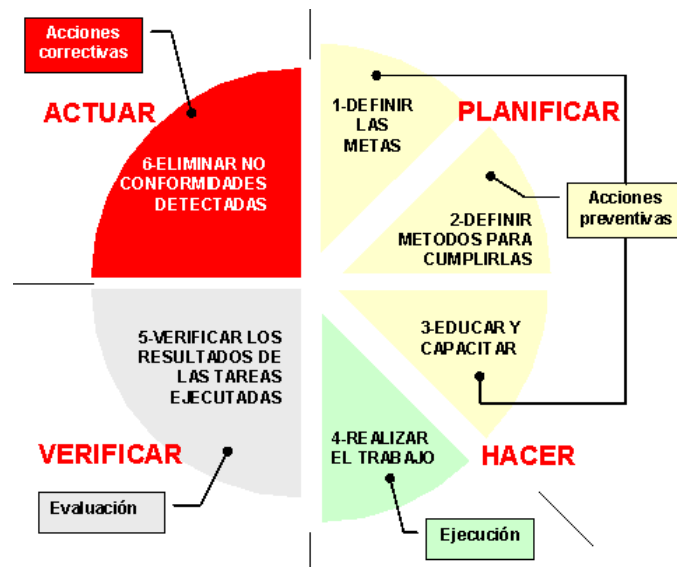 Acciones
correctivas
ACTUAR
6-ELIMINAR NO
CONFORMIDADES
DETECTADAS
1-DEFINIR
LAS
METAS
PLANIFICAR
2-DEFINIR
METODOS PARA
CUMPLIRLAS
Acciones
preventivas
3-EDUCAR Y
CAPACITAR
HACER
4-REALIZAR
EL TRABAJO
Ejecución
5-VERIFICAR LOS
RESULTADOS DE
LAS TAREAS
EJECUTADAS
VERIFICAR
Evaluación